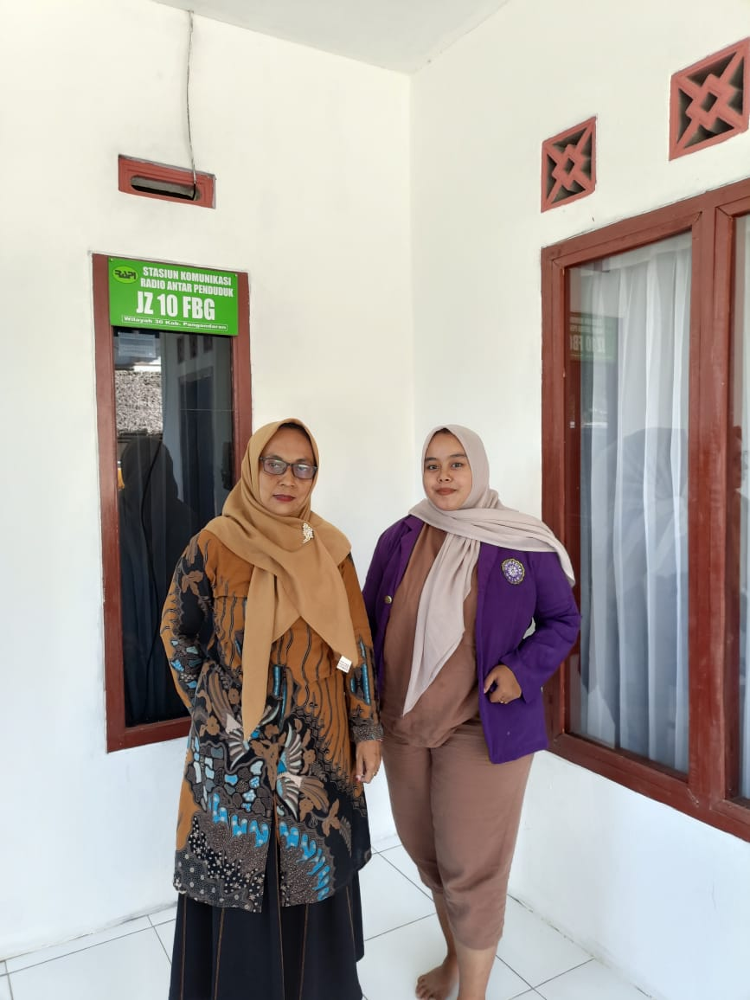 RAPI
STASIUN KOMUNIKASI
RADIO ANTAR PENDUDUK
JZ 10 FBG
Wilayah 30 Kab. Pangandaran